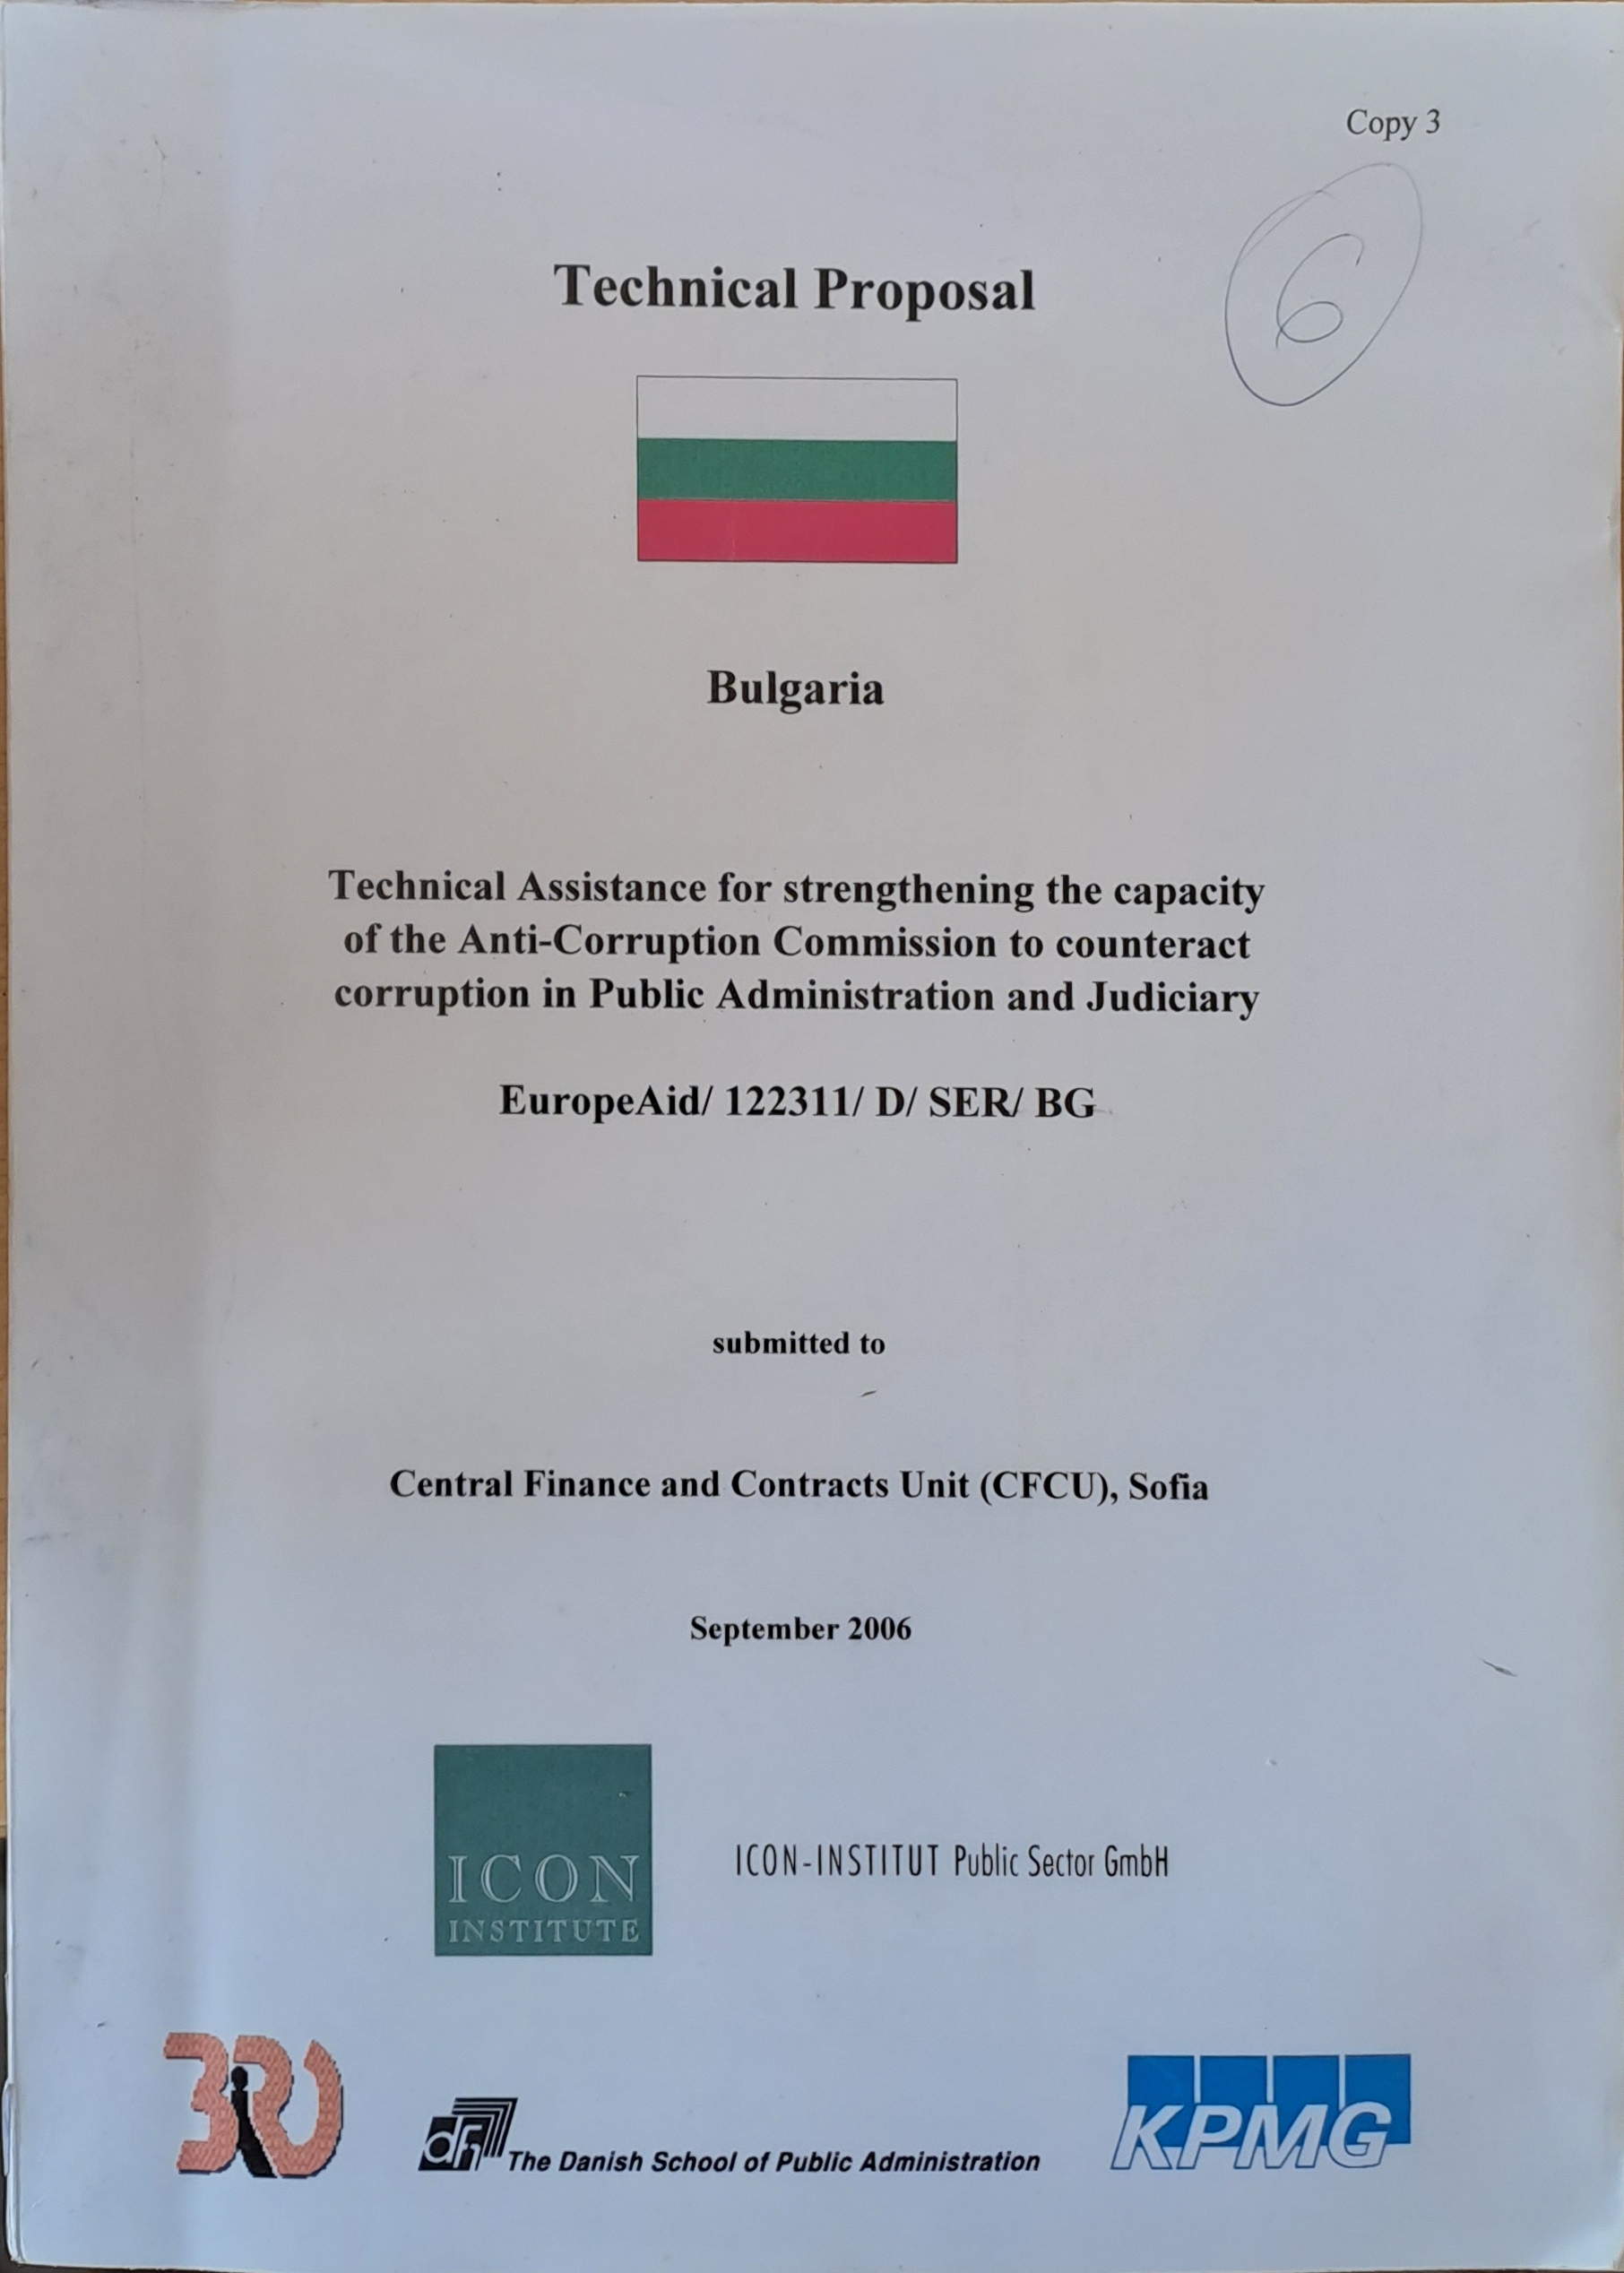 Copy 3
6
Technical Proposal
Bulgaria
Technical Assistance for strengthening the capacity
of the Anti-Corruption Commission to counteract
corruption in Public Administration and Judiciary
EuropeAid/ 122311/ D/ SER/ BG
submitted to
Central Finance and Contracts Unit (CFCU), Sofia
September 2006
ICON
INSTITUTE
ICON-INSTITUT Public Sector GmbH
dfh The Danish School of Public Administration
KPMG